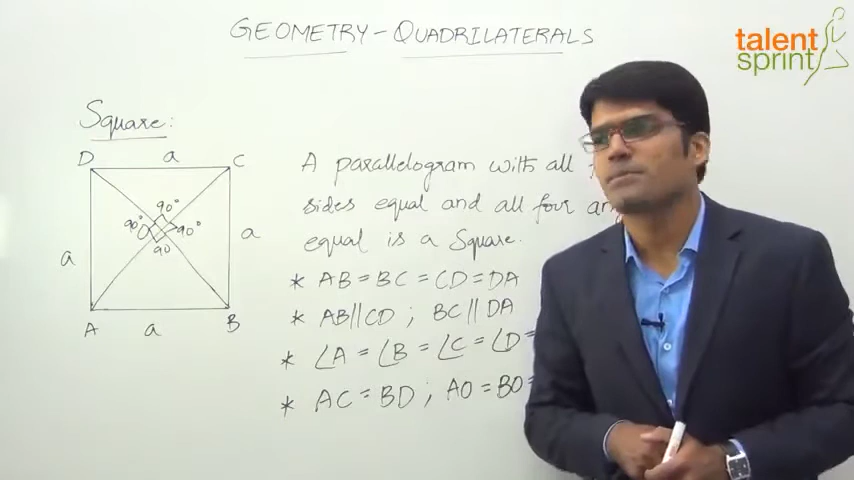 GEOMETRY - QUADRILATERALS
talent
sprint
Square:
D a C
A parallelogram with all
90°
90° 90°
O
90
sides equal and all four
a a
equal is a Square.
* AB = BC = CD = DA
* AB||CD ; BC||DA
A a B
* ∠A = ∠B = ∠C = ∠D =
* AC = BD ; AO = BO =